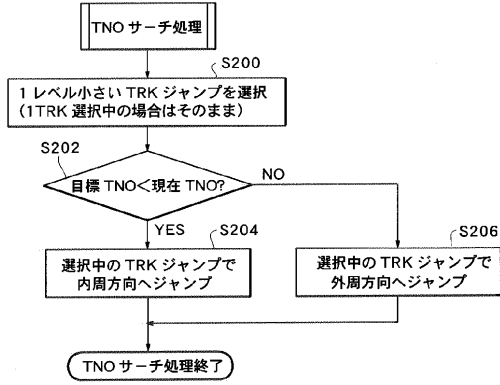 TNO サーチ処理
S200
1 レベル小さい TRK ジャンプを選択
(1TRK 選択中の場合はそのまま)
S202
目標 TNO<現在 TNO?
NO
YES
S204
選択中の TRK ジャンプで
内周方向へジャンプ
S206
選択中の TRK ジャンプで
外周方向へジャンプ
TNO サーチ処理終了